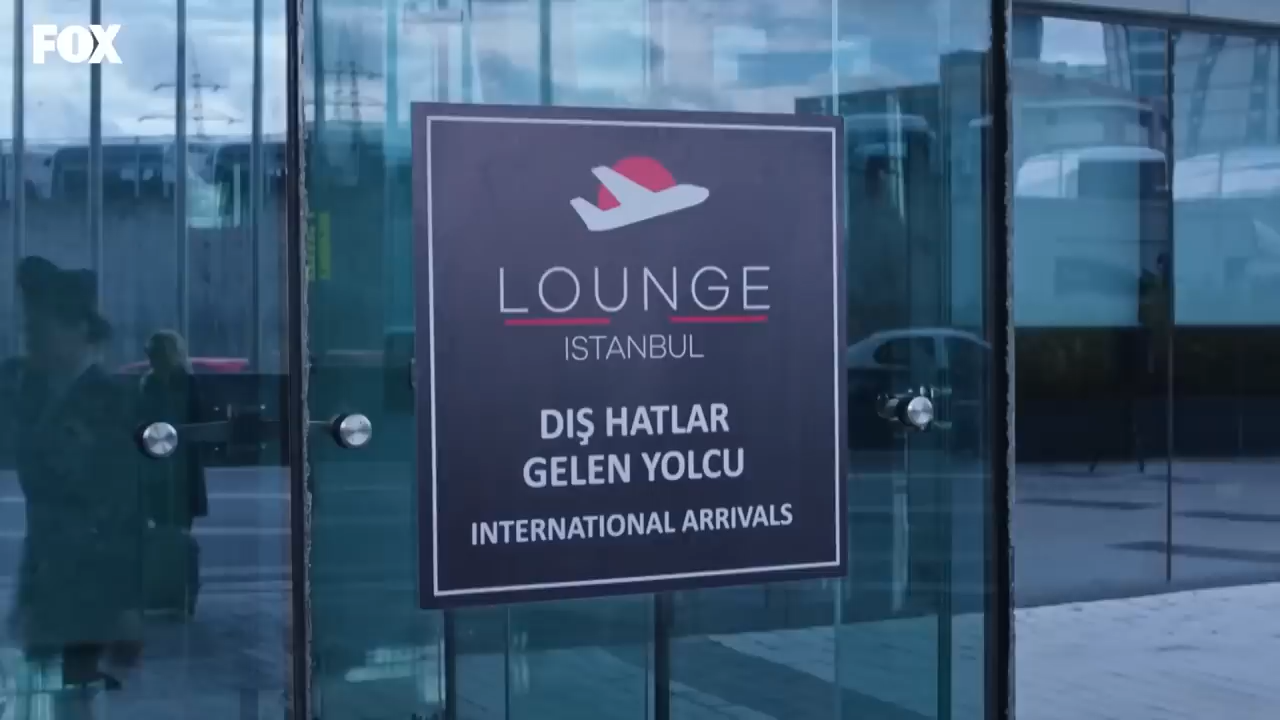 FOX
LOUNGE
ISTANBUL
DIŞ HATLAR
GELEN YOLCU
INTERNATIONAL ARRIVALS